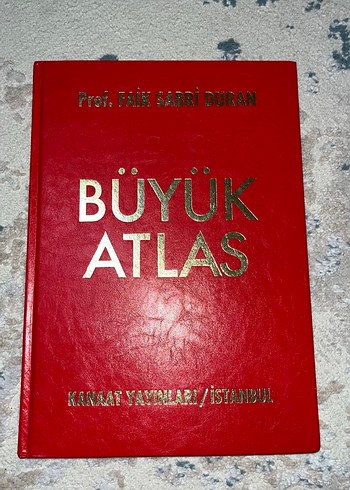 Prof. FAİK SABRİ DURAN
BÜYÜK
ATLAS
KANAAT YAYINLARI/İSTANBUL